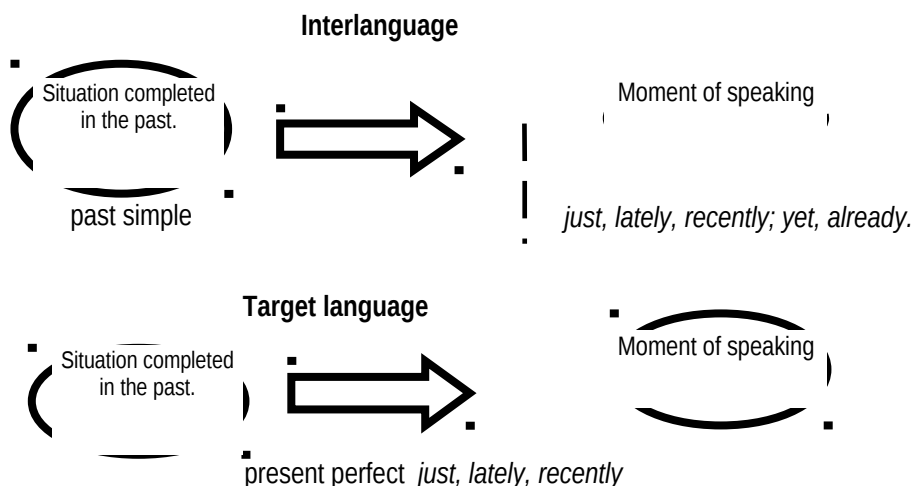 Interlanguage
Situation completed
in the past.
Moment of speaking
past simple
just, lately, recently; yet, already.
Target language
Situation completed
in the past.
Moment of speaking
present perfect just, lately, recently